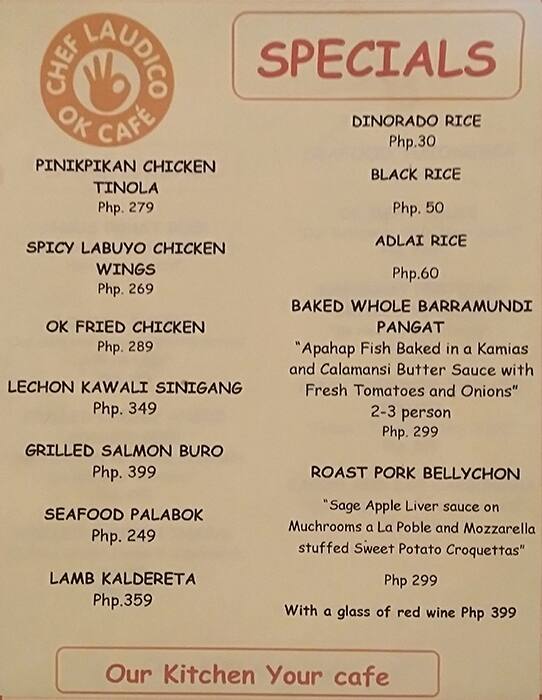 CHEF LAUDICO
OK CAFÉ
SPECIALS
PINIKPIKAN CHICKEN
TINOLA
Php. 279
SPICY LABUYO CHICKEN
WINGS
Php. 269
OK FRIED CHICKEN
Php. 289
LECHON KAWALI SINIGANG
Php. 349
GRILLED SALMON BURO
Php. 399
SEAFOOD PALABOK
Php. 249
LAMB KALDERETA
Php.359
DINORADO RICE
Php.30
BLACK RICE
Php. 50
ADLAI RICE
Php.60
BAKED WHOLE BARRAMUNDI
PANGAT
"Apahap Fish Baked in a Kamias
and Calamansi Butter Sauce with
Fresh Tomatoes and Onions"
2-3 person
Php. 299
ROAST PORK BELLYCHON
"Sage Apple Liver sauce on
Muchrooms a La Poble and Mozzarella
stuffed Sweet Potato Croquettas"
Php 299
With a glass of red wine Php 399
Our Kitchen Your cafe